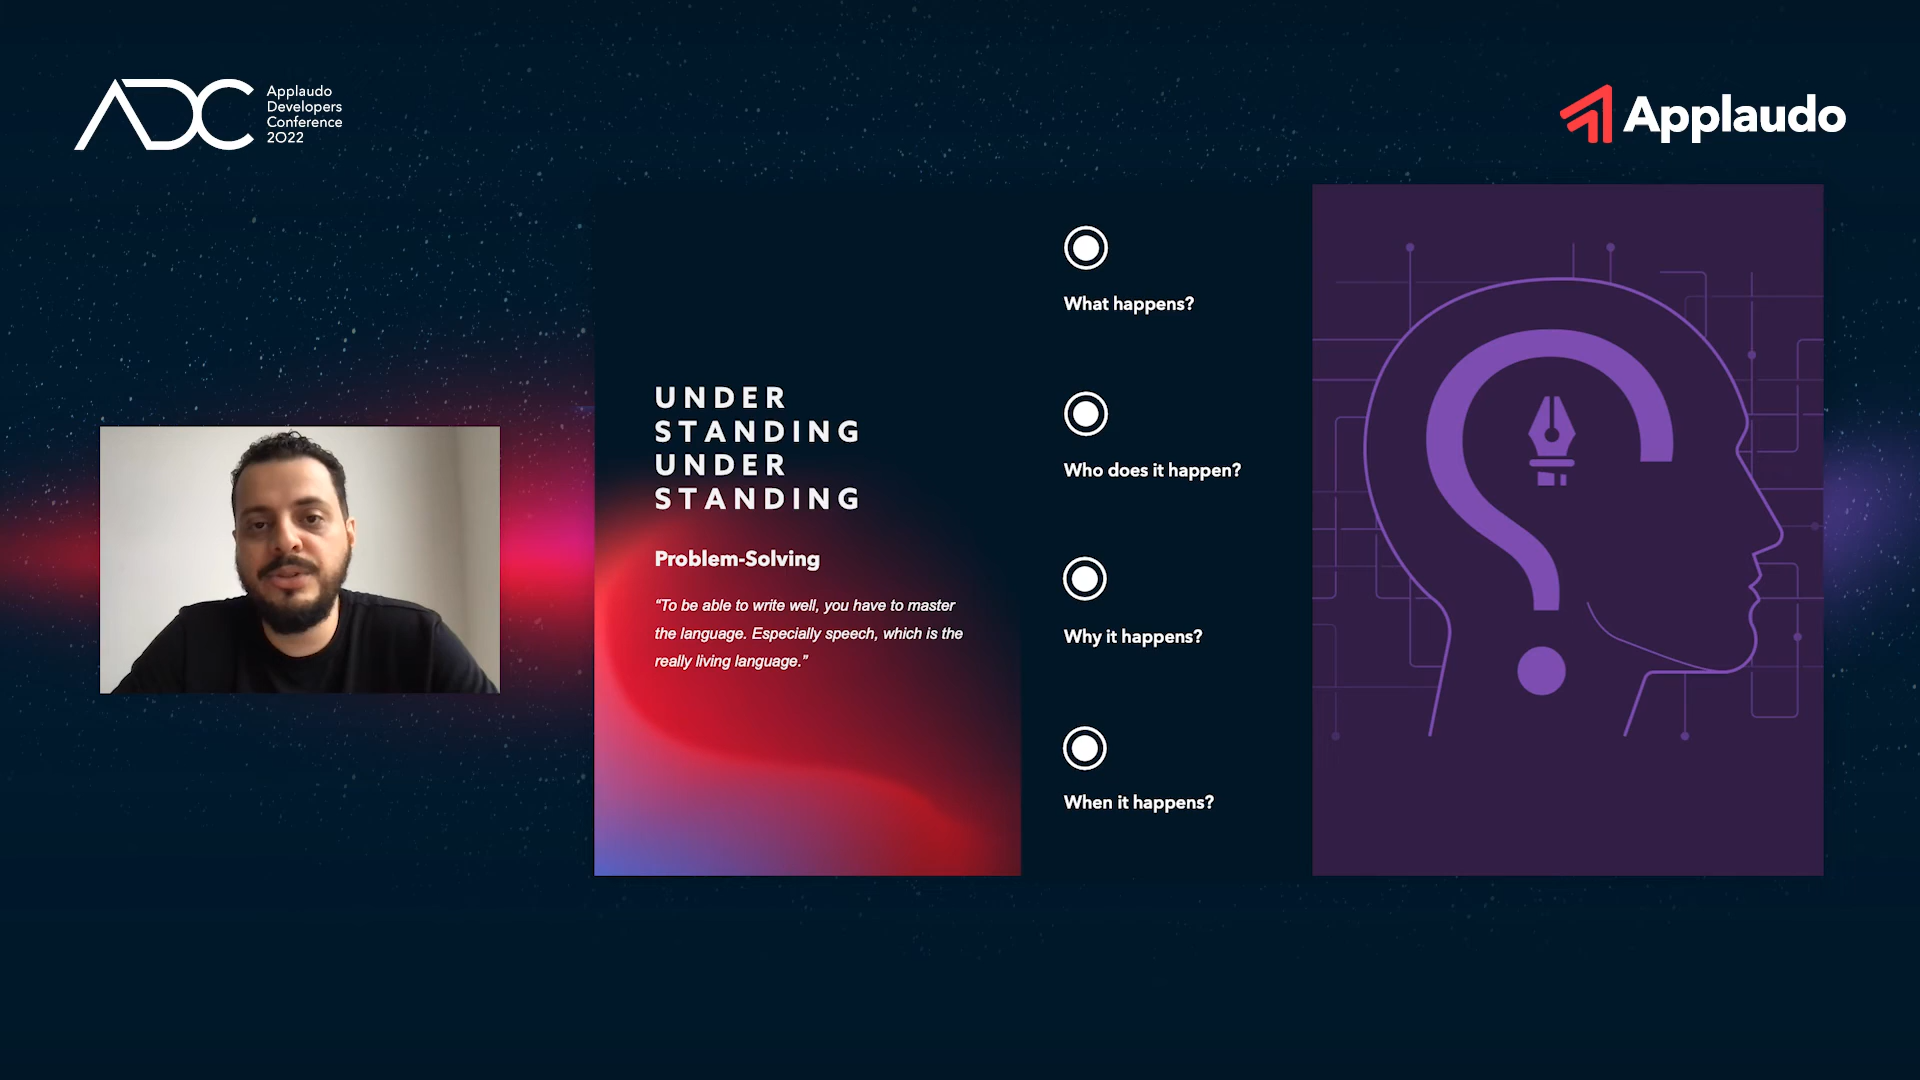 ADC
Applaudo
Developers
Conference
2022
Applaudo
UNDER
STANDING
UNDER
STANDING
Problem-Solving
“To be able to write well, you have to master
the language. Especially speech, which is the
really living language.”
What happens?
Who does it happen?
Why it happens?
When it happens?